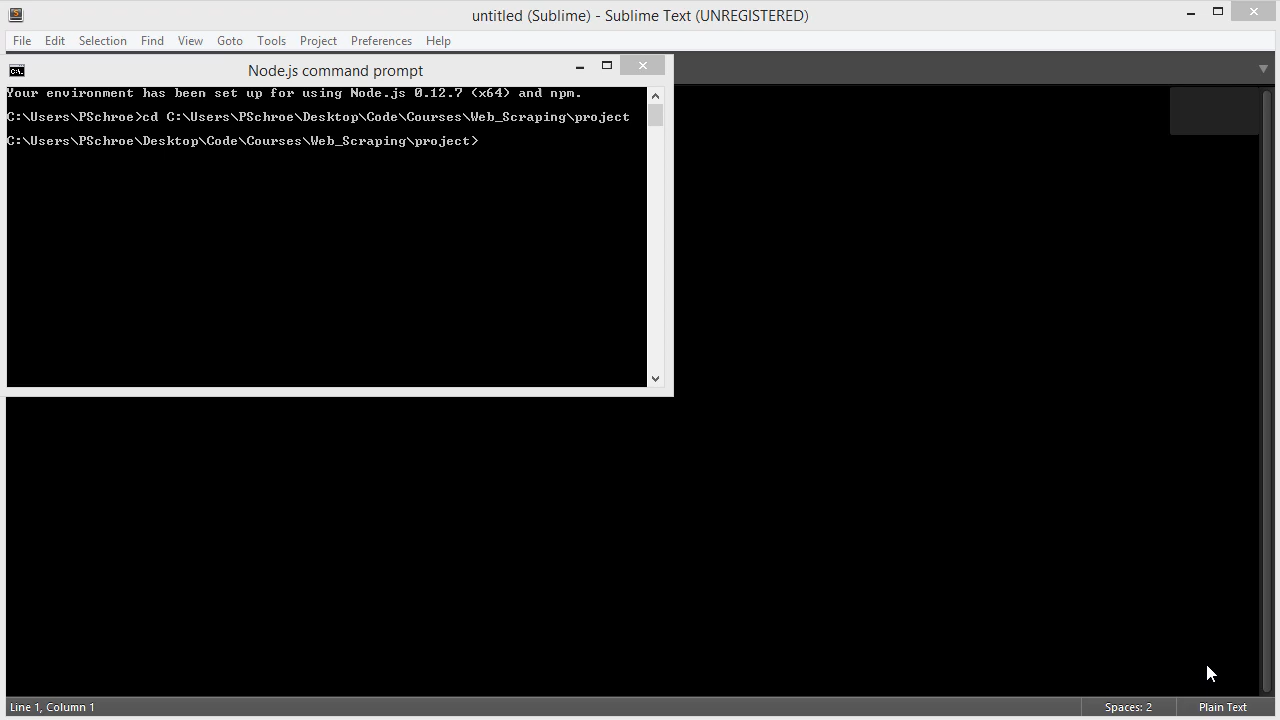 untitled (Sublime) - Sublime Text (UNREGISTERED)
File Edit Selection Find View Goto Tools Project Preferences Help
Node.js command prompt
Your environment has been set up for using Node.js 0.12.7 (x64) and npm.
C:\Users\PSchroe>cd C:\Users\PSchroe\Desktop\Code\Courses\Web_Scraping\project
C:\Users\PSchroe\Desktop\Code\Courses\Web_Scraping\project>
Line 1, Column 1
Spaces: 2
Plain Text